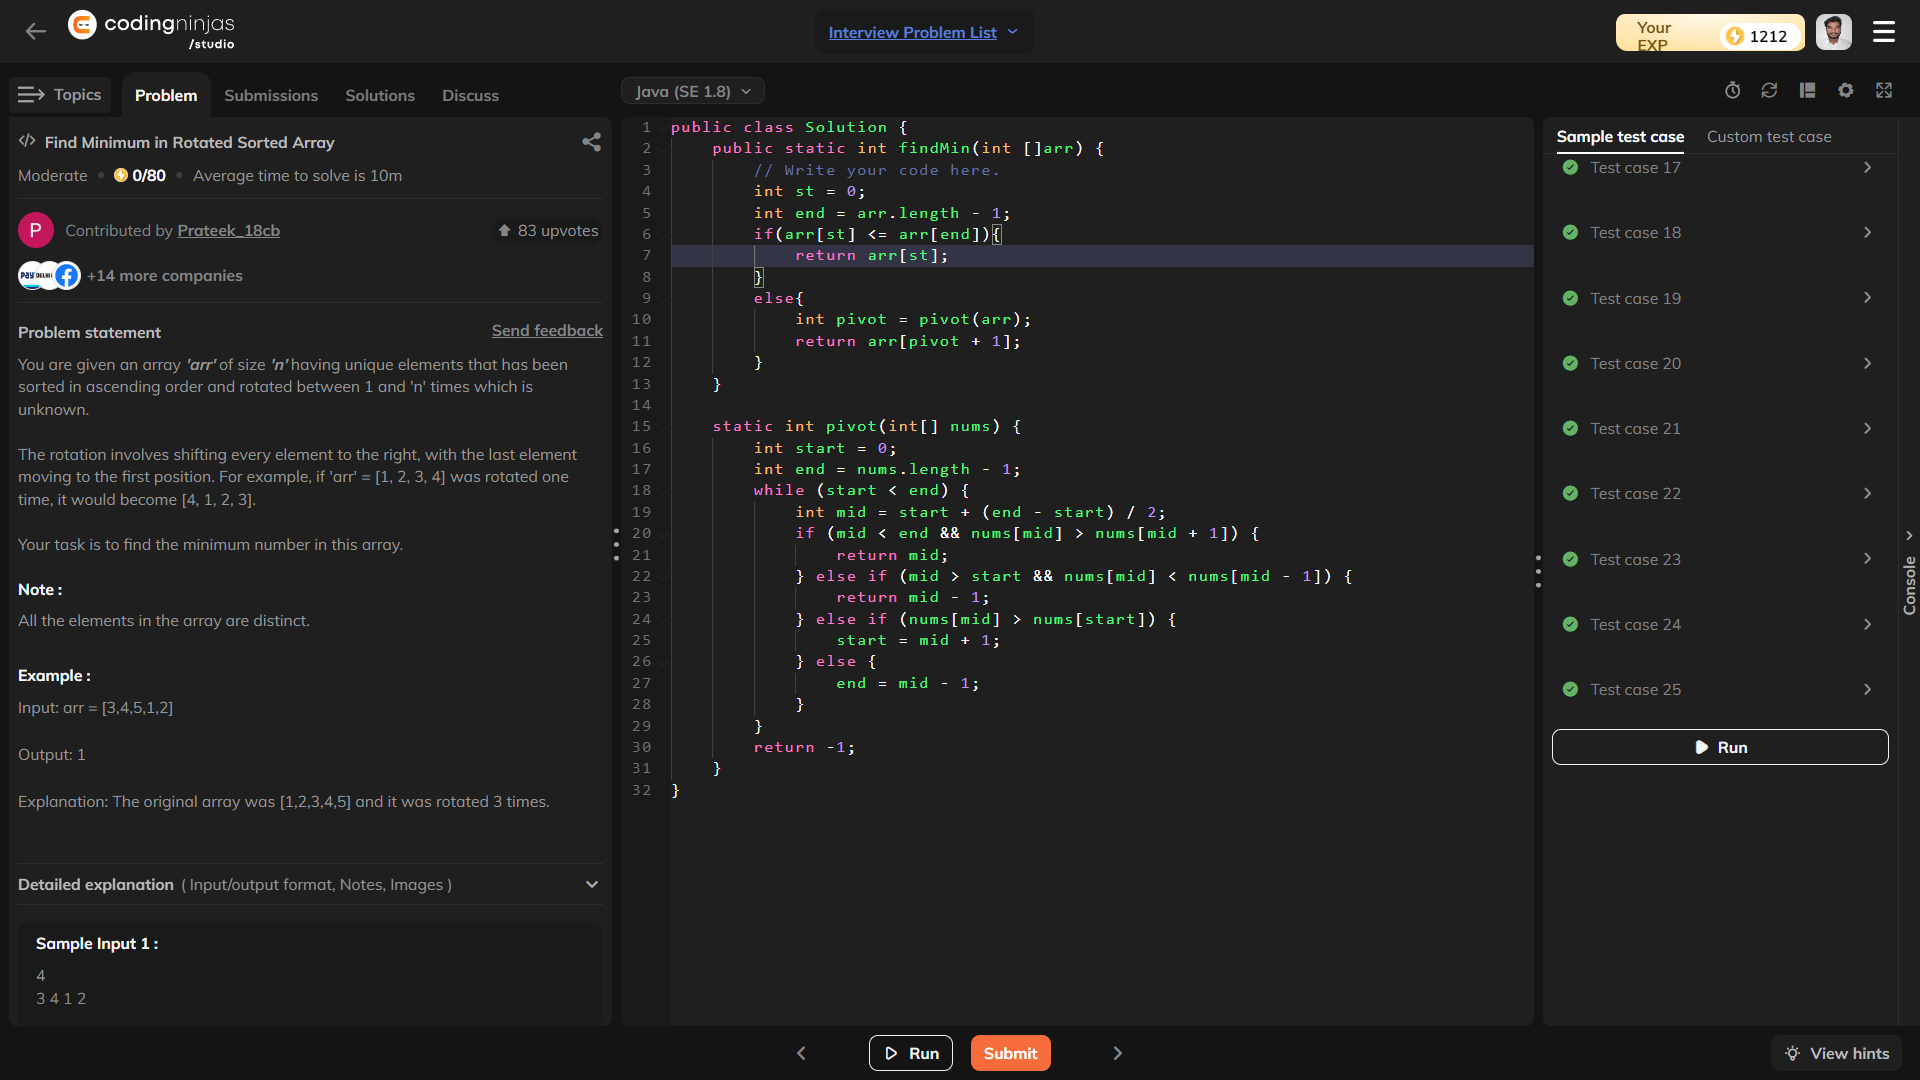 codingninjas
/studio
Interview Problem List
Your EXP
1212
Topics
Problem
Submissions
Solutions
Discuss
Find Minimum in Rotated Sorted Array
Moderate • 0/80 • Average time to solve is 10m
P
Contributed by Prateek_18cb
83 upvotes
+14 more companies
Problem statement
Send feedback
You are given an array 'arr' of size 'n' having unique elements that has been
sorted in ascending order and rotated between 1 and 'n' times which is
unknown.
The rotation involves shifting every element to the right, with the last element
moving to the first position. For example, if 'arr' = [1, 2, 3, 4] was rotated one
time, it would become [4, 1, 2, 3].
Your task is to find the minimum number in this array.
Note :
All the elements in the array are distinct.
Example :
Input: arr = [3,4,5,1,2]
Output: 1
Explanation: The original array was [1,2,3,4,5] and it was rotated 3 times.
Detailed explanation ( Input/output format, Notes, Images )
Sample Input 1 :
4
3 4 1 2
Java (SE 1.8)
1 public class Solution {
2 public static int findMin(int []arr) {
3 // Write your code here.
4 int st = 0;
5 int end = arr.length - 1;
6 if(arr[st] <= arr[end]){
7 return arr[st];
8 }
9 else{
10 int pivot = pivot(arr);
11 return arr[pivot + 1];
12 }
13 }
14
15 static int pivot(int[] nums) {
16 int start = 0;
17 int end = nums.length - 1;
18 while (start < end) {
19 int mid = start + (end - start) / 2;
20 if (mid < end && nums[mid] > nums[mid + 1]) {
21 return mid;
22 } else if (mid > start && nums[mid] < nums[mid - 1]) {
23 return mid - 1;
24 } else if (nums[mid] > nums[start]) {
25 start = mid + 1;
26 } else {
27 end = mid - 1;
28 }
29 }
30 return -1;
31 }
32 }
Sample test case
Custom test case
Test case 17
Test case 18
Test case 19
Test case 20
Test case 21
Test case 22
Test case 23
Test case 24
Test case 25
Run
Console
Run
Submit
View hints